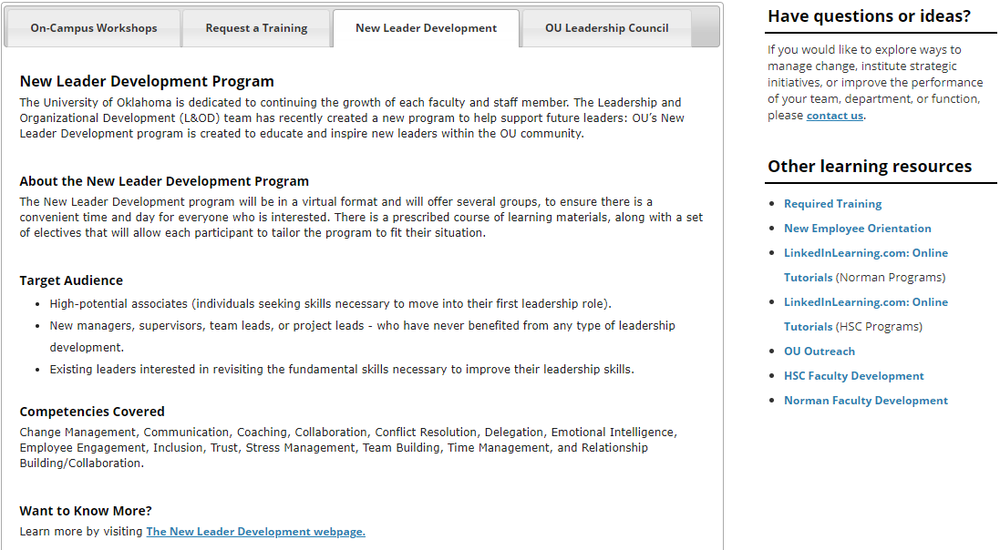 On-Campus Workshops
Request a Training
New Leader Development
OU Leadership Council
New Leader Development Program
The University of Oklahoma is dedicated to continuing the growth of each faculty and staff member. The Leadership and
Organizational Development (L&OD) team has recently created a new program to help support future leaders: OU’s New
Leader Development program is created to educate and inspire new leaders within the OU community.
About the New Leader Development Program
The New Leader Development program will be in a virtual format and will offer several groups, to ensure there is a
convenient time and day for everyone who is interested. There is a prescribed course of learning materials, along with a set
of electives that will allow each participant to tailor the program to fit their situation.
Target Audience
• High-potential associates (individuals seeking skills necessary to move into their first leadership role).
• New managers, supervisors, team leads, or project leads - who have never benefited from any type of leadership
development.
• Existing leaders interested in revisiting the fundamental skills necessary to improve their leadership skills.
Competencies Covered
Change Management, Communication, Coaching, Collaboration, Conflict Resolution, Delegation, Emotional Intelligence,
Employee Engagement, Inclusion, Trust, Stress Management, Team Building, Time Management, and Relationship
Building/Collaboration.
Want to Know More?
Learn more by visiting The New Leader Development webpage.
Have questions or ideas?
If you would like to explore ways to
manage change, institute strategic
initiatives, or improve the performance
of your team, department, or function,
please contact us.
Other learning resources
• Required Training
• New Employee Orientation
• LinkedInLearning.com: Online
Tutorials (Norman Programs)
• LinkedInLearning.com: Online
Tutorials (HSC Programs)
• OU Outreach
• HSC Faculty Development
• Norman Faculty Development